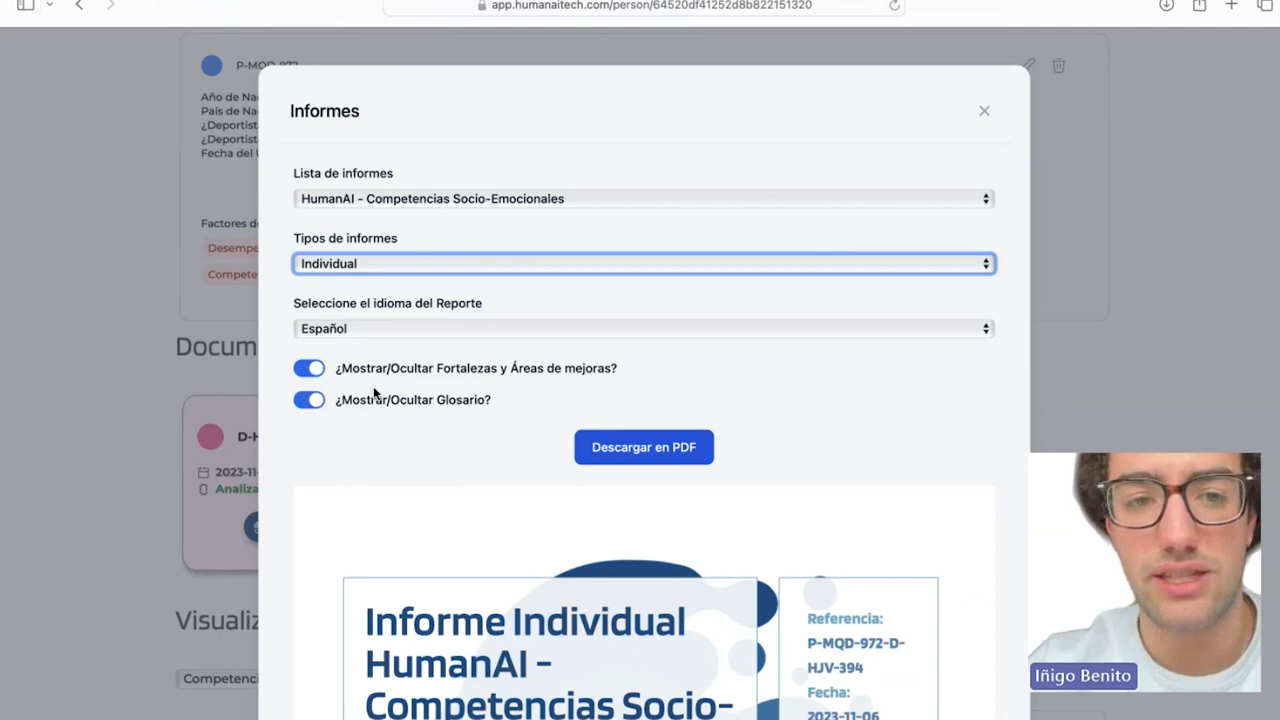 app.humanaitech.com/person/64520df41252d8b822151320
P-MQD-972
Año de Na
País de Na
¿Deportist
¿Deportist
Fecha del
Factores d
Desempe
Compete
Informes
Lista de informes
HumanAI - Competencias Socio-Emocionales
Tipos de informes
Individual
Seleccione el idioma del Reporte
Español
¿Mostrar/Ocultar Fortalezas y Áreas de mejoras?
¿Mostrar/Ocultar Glosario?
Descargar en PDF
Docum
D-H
2023-11-
Analiza
Visualiz
Competenci
Informe Individual
HumanAI -
Competencias Socio-
Referencia:
P-MQD-972-D-
HJV-394
Fecha:
2023-11-06
Iñigo Benito